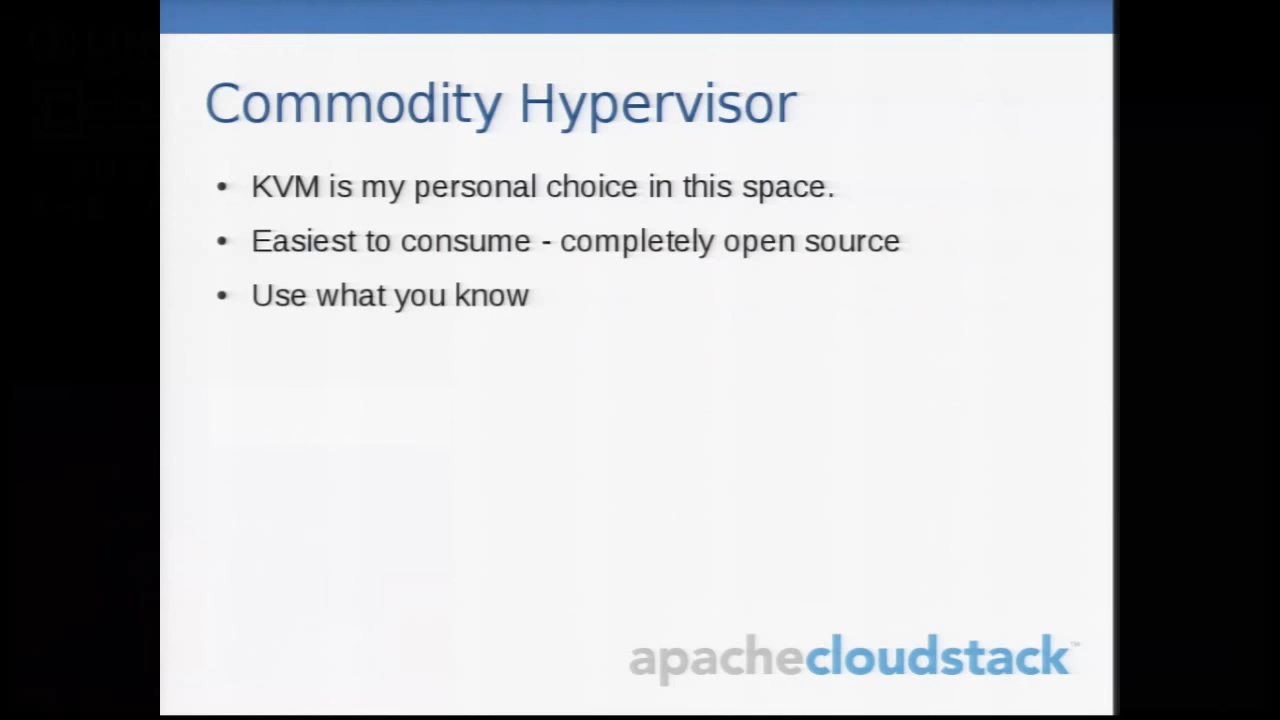 Commodity Hypervisor
• KVM is my personal choice in this space.
• Easiest to consume - completely open source
• Use what you know
apachecloudstack™